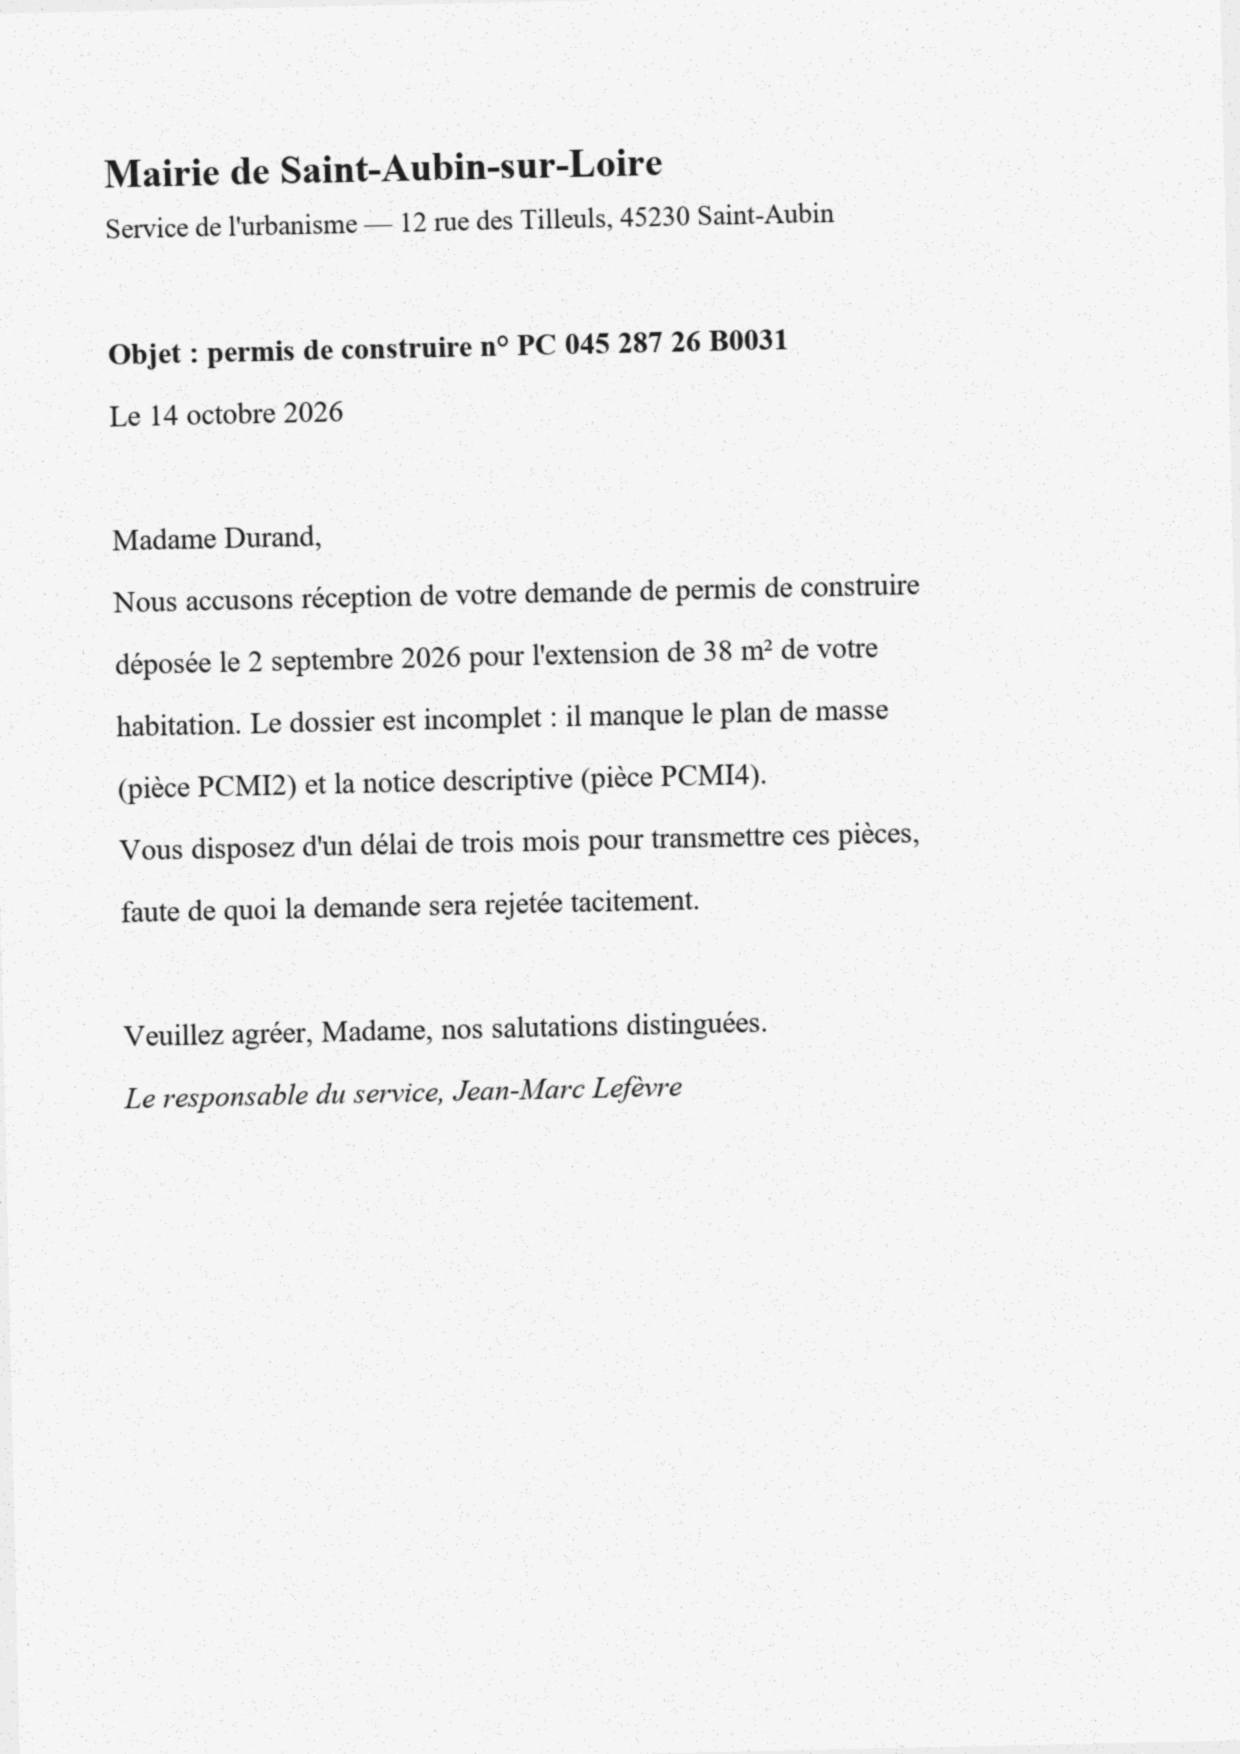 Mairie de Saint-Aubin-sur-Loire
Service de l'urbanisme — 12 rue des Tilleuls, 45230 Saint-Aubin
Objet : permis de construire n° PC 045 287 26 B0031
Le 14 octobre 2026
Madame Durand,
Nous accusons réception de votre demande de permis de construire
déposée le 2 septembre 2026 pour l'extension de 38 m² de votre
habitation. Le dossier est incomplet : il manque le plan de masse
(pièce PCMI2) et la notice descriptive (pièce PCMI4).
Vous disposez d'un délai de trois mois pour transmettre ces pièces,
faute de quoi la demande sera rejetée tacitement.
Veuillez agréer, Madame, nos salutations distinguées.
Le responsable du service, Jean-Marc Lefèvre